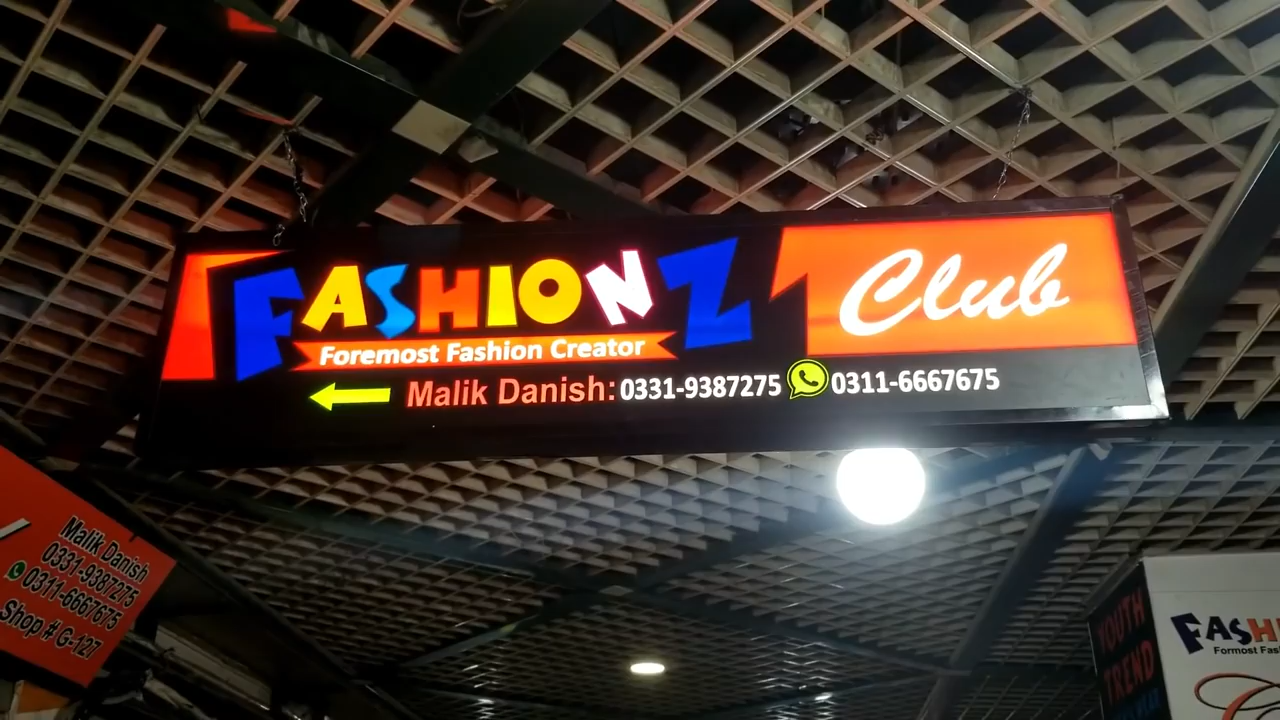 FASHIONZ Club
Foremost Fashion Creator
Malik Danish: 0331-9387275 0311-6667675
Malik Danish
0331-9387275
0311-6667675
Shop # G-127
YOUTH
TREND
FASH
Formost Fas